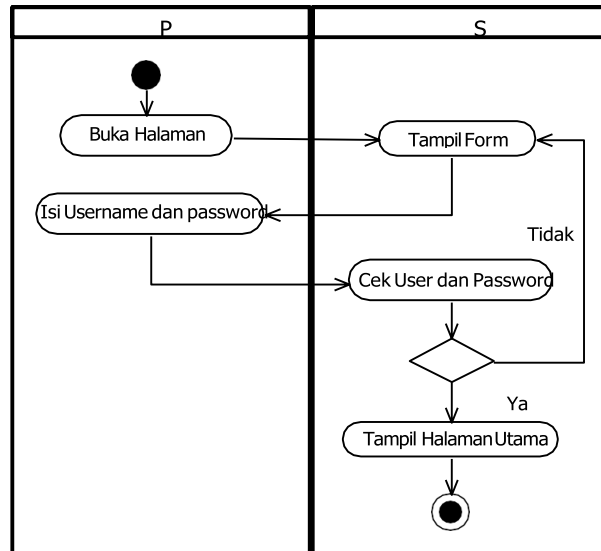 P
S
Buka Halaman
Tampil Form
Isi Username dan password
Tidak
Cek User dan Password
Ya
Tampil Halaman Utama